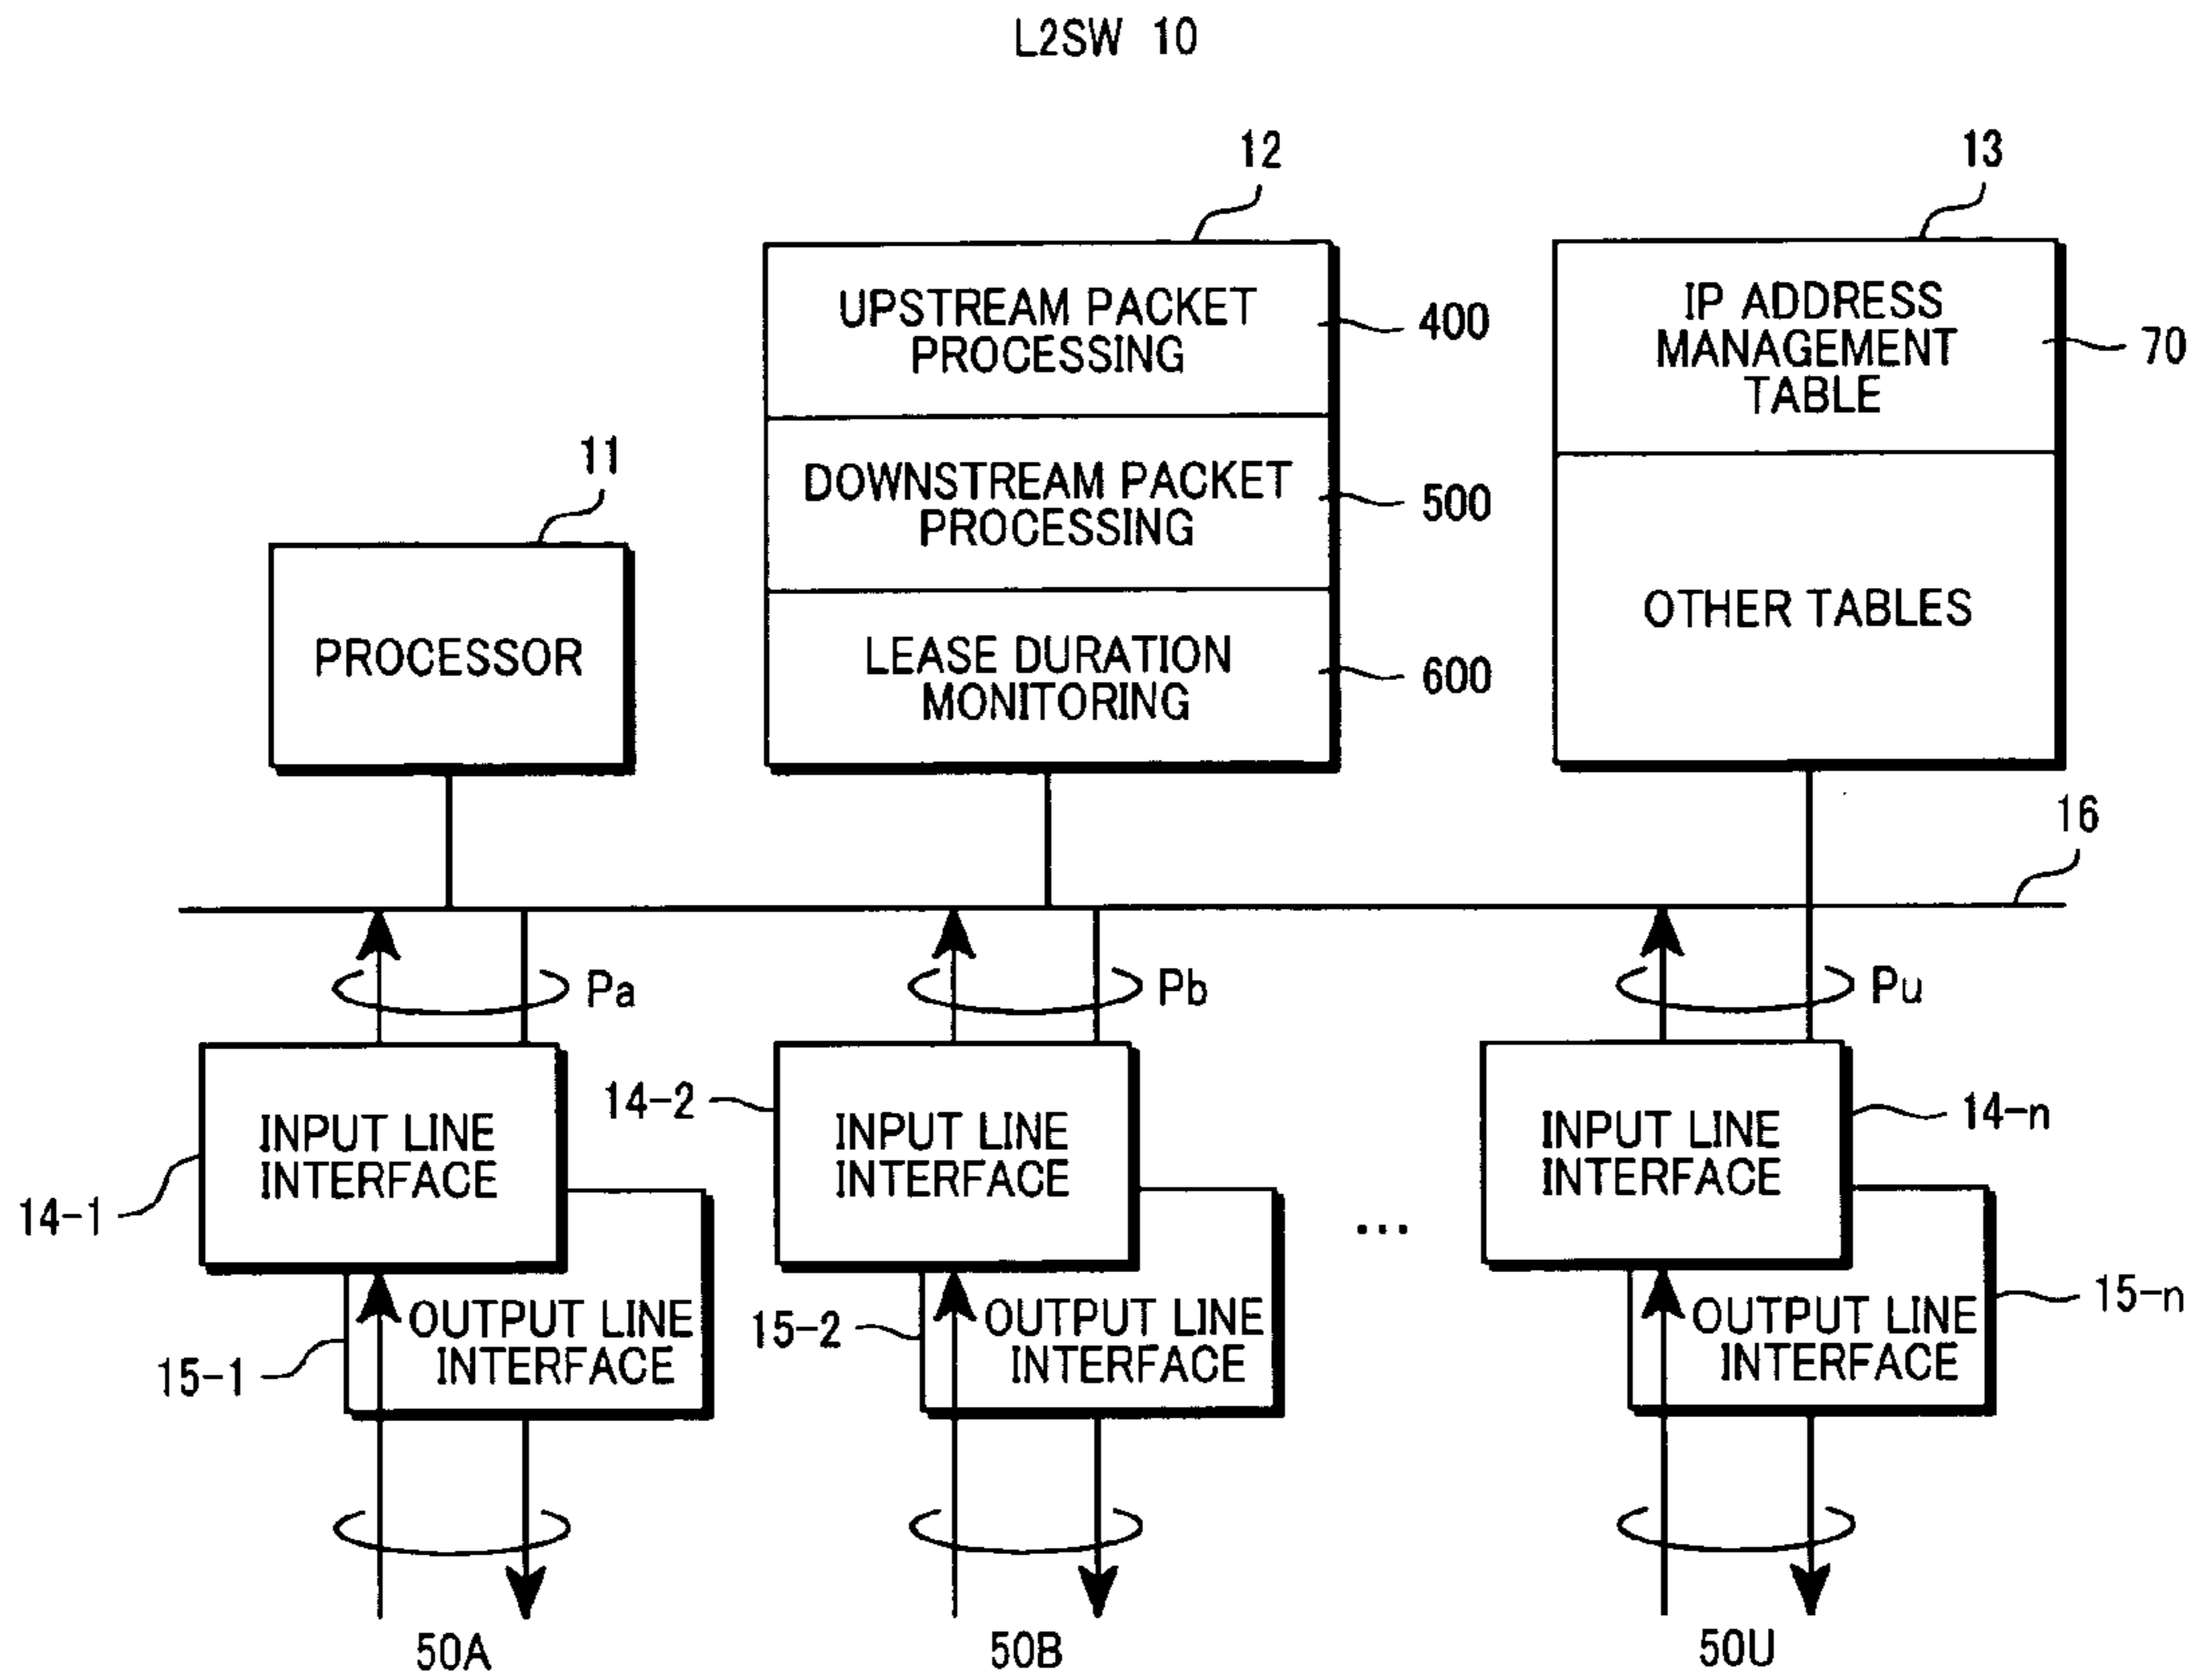 L2SW 10
12
13
UPSTREAM PACKET
PROCESSING
400
IP ADDRESS
MANAGEMENT
TABLE
70
11
DOWNSTREAM PACKET
PROCESSING
500
PROCESSOR
LEASE DURATION
MONITORING
600
OTHER TABLES
16
Pa
Pb
Pu
INPUT LINE
INTERFACE
14-1
14-2
INPUT LINE
INTERFACE
INPUT LINE
INTERFACE
14-n
...
OUTPUT LINE
INTERFACE
15-1
15-2
OUTPUT LINE
INTERFACE
OUTPUT LINE
INTERFACE
15-n
50A
50B
50U